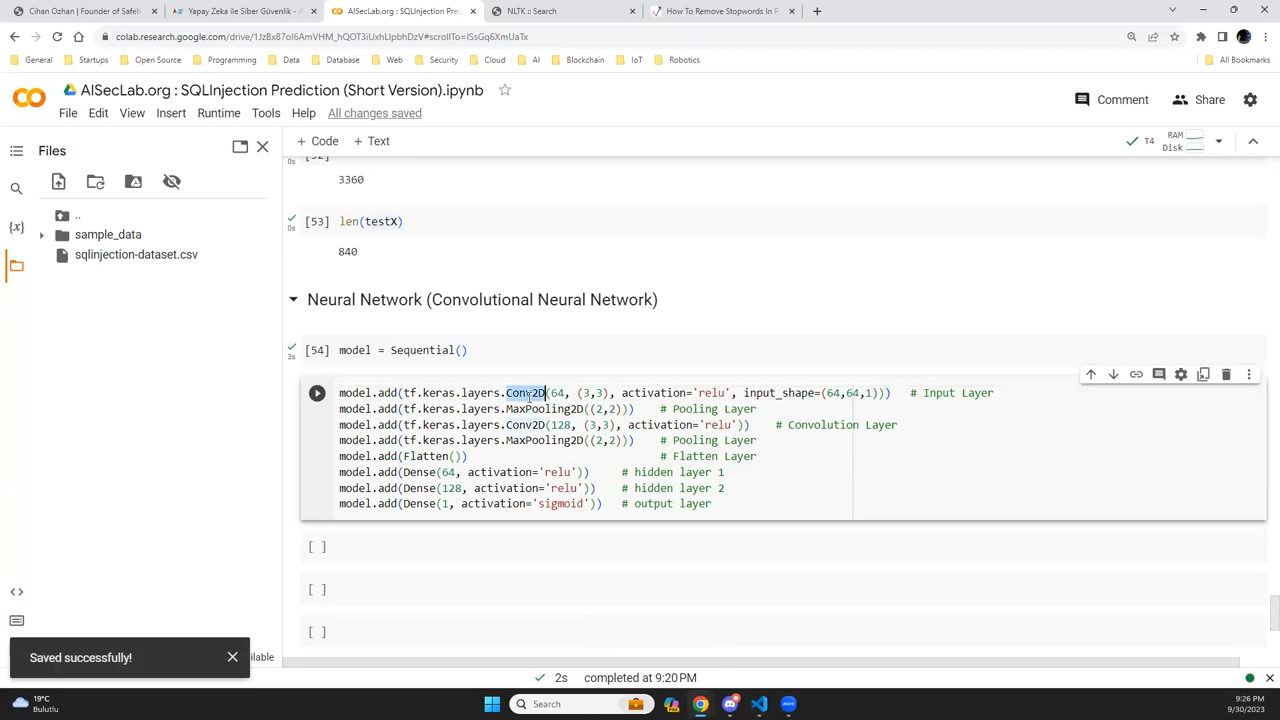 Cihan Ozhan | Founder of Safeb
Yapay Zeka ile Siber Güvenlik - A
AISecLab.org : SQLInjection Prec
NLTK :: Search
How To Remove Stopwords In P
colab.research.google.com/drive/1JzBx87oI6AmVHM_hQOT3iUxhLlpbhDzV#scrollTo=lSsGq6XmUaTx
General
Startups
Open Source
Programming
Data
Database
Web
Security
Cloud
AI
Blockchain
IoT
Robotics
All Bookmarks
AISecLab.org : SQLInjection Prediction (Short Version).ipynb
File Edit View Insert Runtime Tools Help All changes saved
Comment
Share
Files
+ Code + Text
T4
RAM
Disk
..
sample_data
sqlinjection-dataset.csv
[52]
0s
3360
[53] len(testX)
0s
840
Neural Network (Convolutional Neural Network)
[54] model = Sequential()
3s
model.add(tf.keras.layers.Conv2D(64, (3,3), activation='relu', input_shape=(64,64,1))) # Input Layer
model.add(tf.keras.layers.MaxPooling2D((2,2))) # Pooling Layer
model.add(tf.keras.layers.Conv2D(128, (3,3), activation='relu')) # Convolution Layer
model.add(tf.keras.layers.MaxPooling2D((2,2))) # Pooling Layer
model.add(Flatten()) # Flatten Layer
model.add(Dense(64, activation='relu')) # hidden layer 1
model.add(Dense(128, activation='relu')) # hidden layer 2
model.add(Dense(1, activation='sigmoid')) # output layer
[ ]
[ ]
[ ]
{x}
<>
Saved successfully!
ilable
2s completed at 9:20 PM
19°C
Bulutlu
Search
9:26 PM
9/30/2023